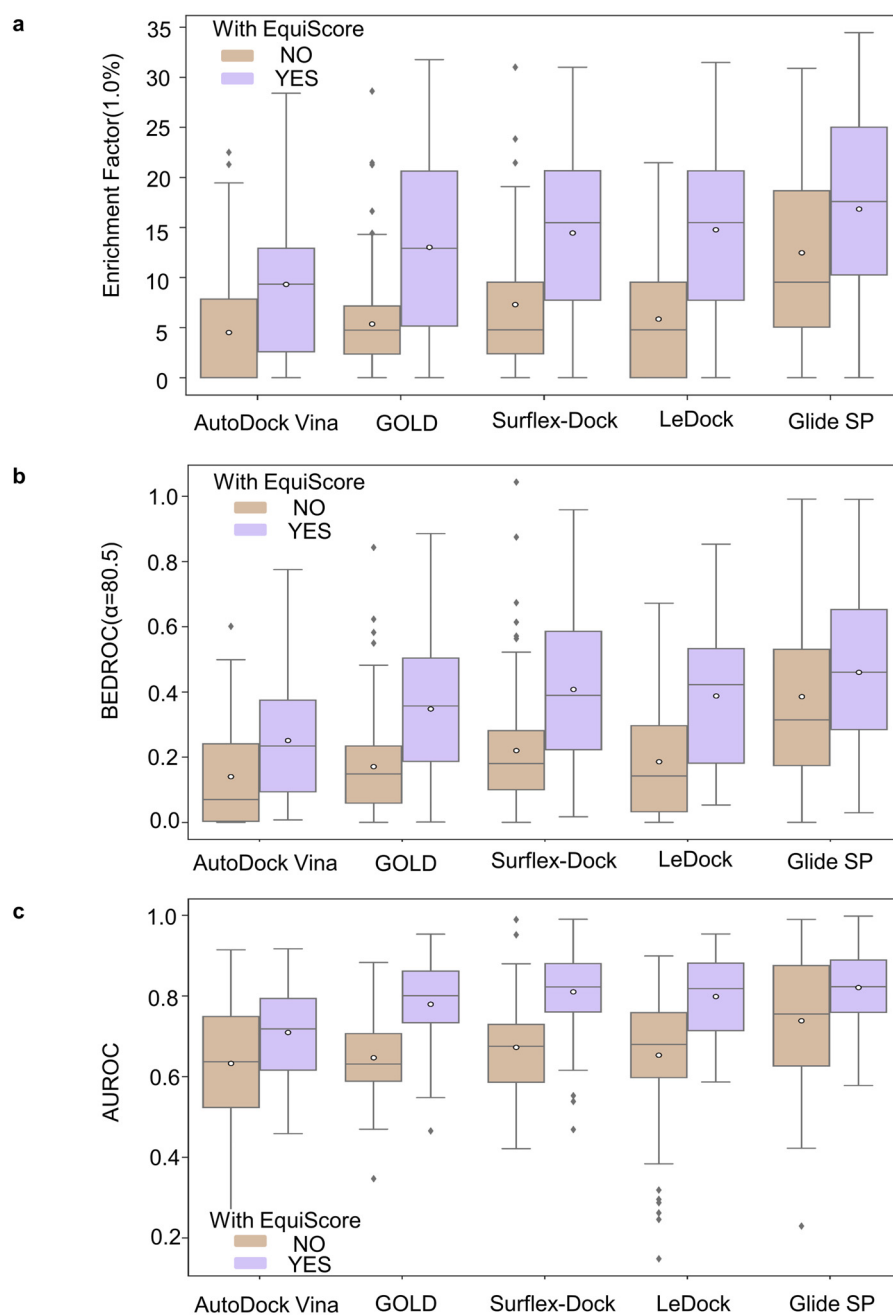 a
With EquiScore
NO
YES
Enrichment Factor(1.0%)
35
30
25
20
15
10
5
0
AutoDock Vina GOLD Surflex-Dock LeDock Glide SP
b
With EquiScore
NO
YES
BEDROC(α=80.5)
1.0
0.8
0.6
0.4
0.2
0.0
AutoDock Vina GOLD Surflex-Dock LeDock Glide SP
c
AUROC
1.0
0.8
0.6
0.4
0.2
With EquiScore
NO
YES
AutoDock Vina GOLD Surflex-Dock LeDock Glide SP